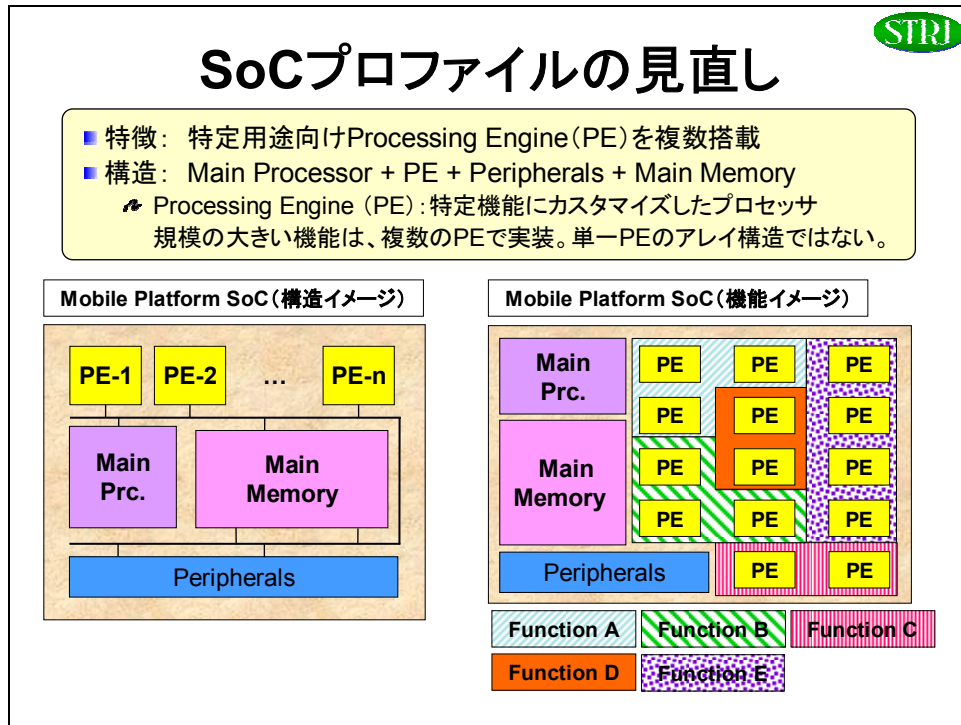 STRJ
SoCプロファイルの見直し
特徴： 特定用途向けProcessing Engine（PE）を複数搭載
構造： Main Processor + PE + Peripherals + Main Memory
Processing Engine （PE）：特定機能にカスタマイズしたプロセッサ
規模の大きい機能は、複数のPEで実装。単一PEのアレイ構造ではない。
Mobile Platform SoC（構造イメージ）
PE-1 PE-2 … PE-n
Main
Prc.
Main
Memory
Peripherals
Mobile Platform SoC（機能イメージ）
Main
Prc.
Main
Memory
Peripherals
PE PE PE
PE PE PE
PE PE PE
PE PE PE
PE PE
Function A Function B Function C
Function D Function E